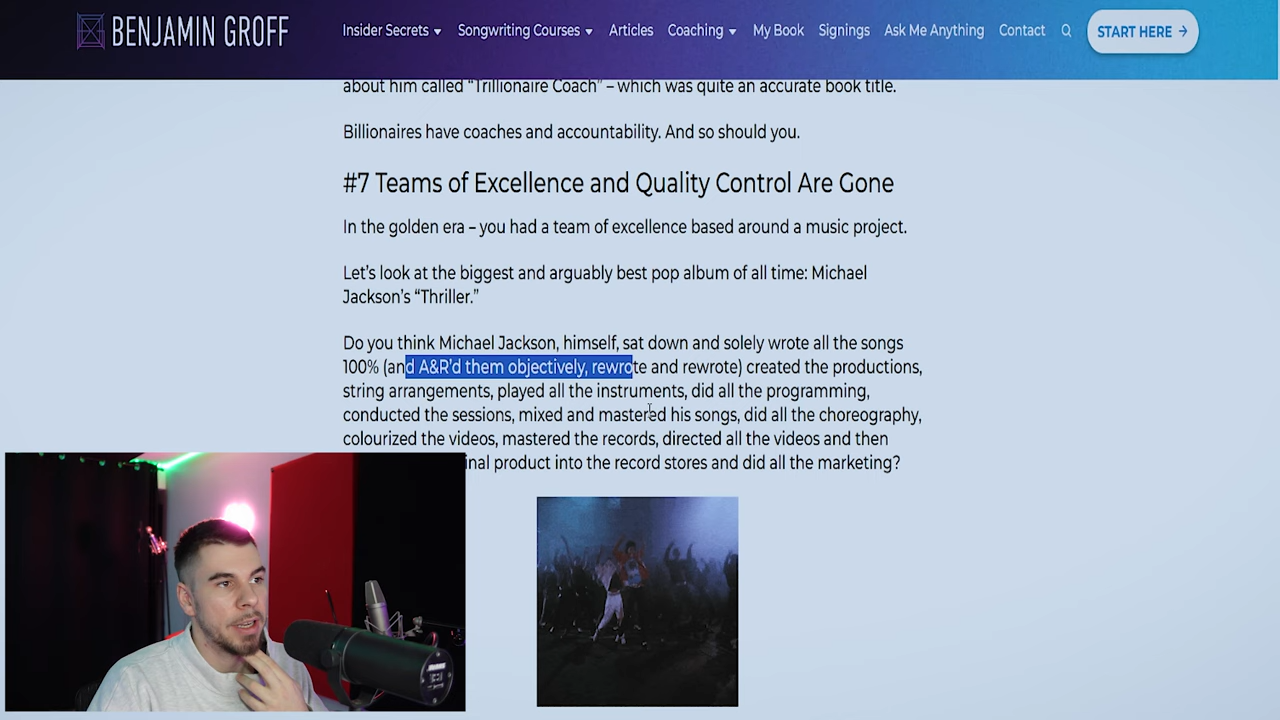 BENJAMIN GROFF
Insider Secrets Songwriting Courses Articles Coaching My Book Signings Ask Me Anything Contact START HERE
about him called “Trillionaire Coach” – which was quite an accurate book title.
Billionaires have coaches and accountability. And so should you.
#7 Teams of Excellence and Quality Control Are Gone
In the golden era – you had a team of excellence based around a music project.
Let’s look at the biggest and arguably best pop album of all time: Michael
Jackson’s “Thriller.”
Do you think Michael Jackson, himself, sat down and solely wrote all the songs
100% (and A&R’d them objectively, rewrote and rewrote) created the productions,
string arrangements, played all the instruments, did all the programming,
conducted the sessions, mixed and mastered his songs, did all the choreography,
colourized the videos, mastered the records, directed all the videos and then
product into the record stores and did all the marketing?